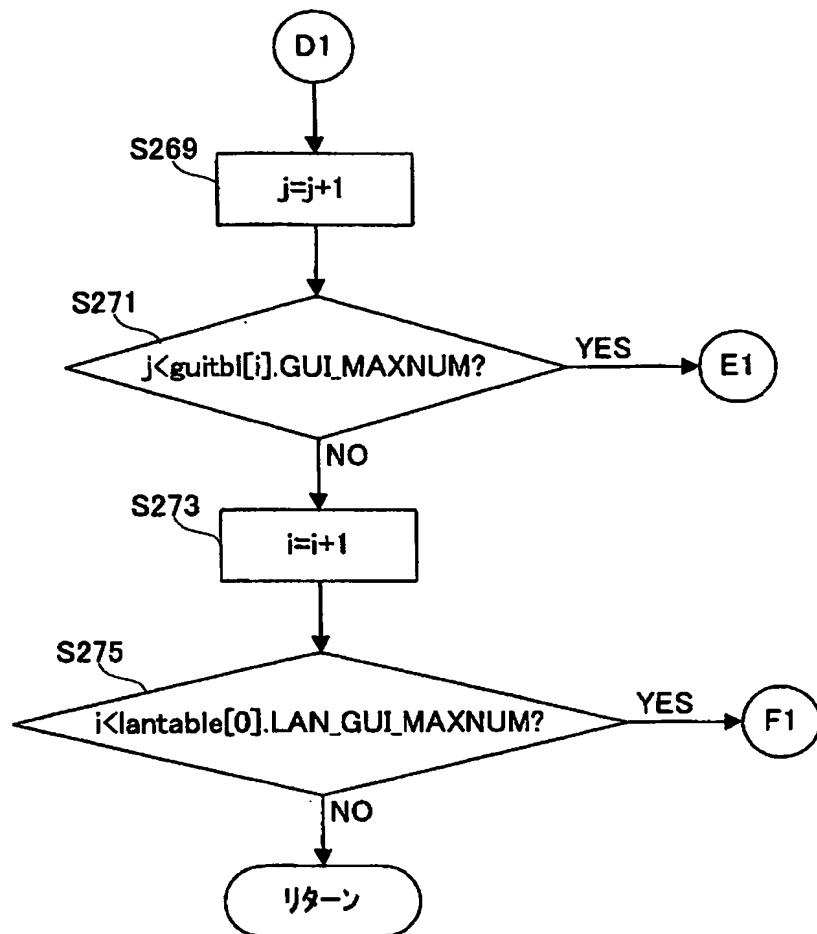 D1
S269
j=j+1
S271
j<guitbl[i].GUI_MAXNUM?
YES
E1
NO
S273
i=i+1
S275
i<lantable[0].LAN_GUI_MAXNUM?
YES
F1
NO
リターン